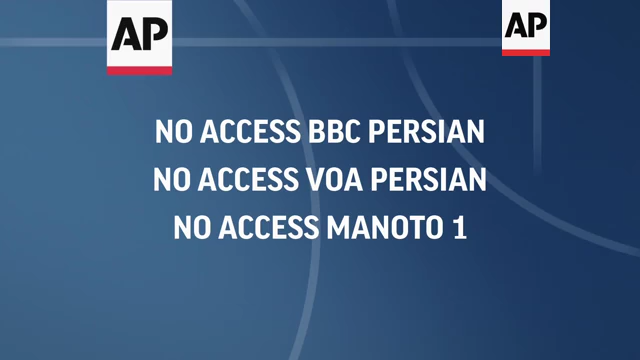 AP
AP
NO ACCESS BBC PERSIAN
NO ACCESS VOA PERSIAN
NO ACCESS MANOTO 1